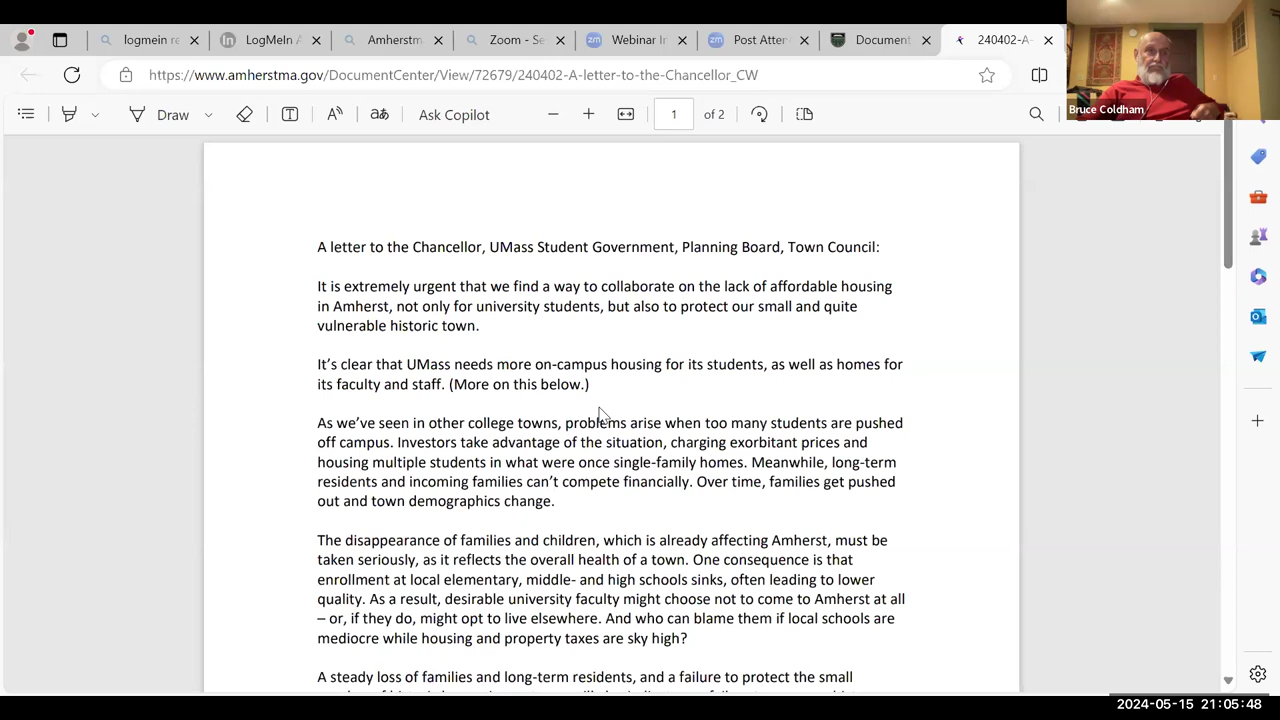 logmein re
LogMeIn A
Amherstm
Zoom - Se
Webinar Ir
Post Atter
Document
240402-A-
https://www.amherstma.gov/DocumentCenter/View/72679/240402-A-letter-to-the-Chancellor_CW
Draw
Ask Copilot
1
of 2
Bruce Coldham
A letter to the Chancellor, UMass Student Government, Planning Board, Town Council:
It is extremely urgent that we find a way to collaborate on the lack of affordable housing
in Amherst, not only for university students, but also to protect our small and quite
vulnerable historic town.
It's clear that UMass needs more on-campus housing for its students, as well as homes for
its faculty and staff. (More on this below.)
As we've seen in other college towns, problems arise when too many students are pushed
off campus. Investors take advantage of the situation, charging exorbitant prices and
housing multiple students in what were once single-family homes. Meanwhile, long-term
residents and incoming families can't compete financially. Over time, families get pushed
out and town demographics change.
The disappearance of families and children, which is already affecting Amherst, must be
taken seriously, as it reflects the overall health of a town. One consequence is that
enrollment at local elementary, middle- and high schools sinks, often leading to lower
quality. As a result, desirable university faculty might choose not to come to Amherst at all
– or, if they do, might opt to live elsewhere. And who can blame them if local schools are
mediocre while housing and property taxes are sky high?
A steady loss of families and long-term residents, and a failure to protect the small
2024-05-15 21:05:48